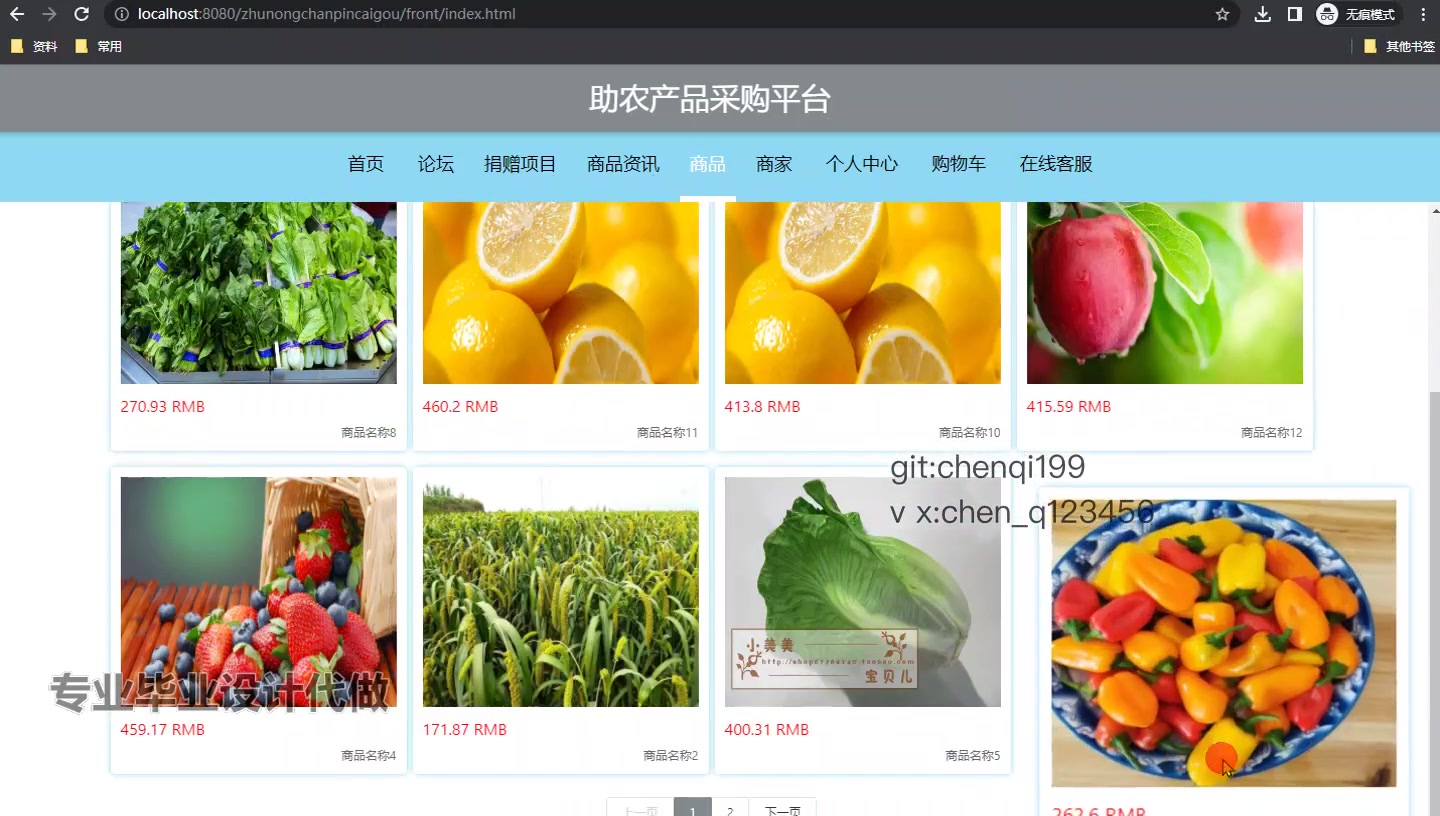 localhost:8080/zhunongchanpincaigou/front/index.html
无痕模式
资料
常用
其他书签
助农产品采购平台
首页
论坛
捐赠项目
商品资讯
商品
商家
个人中心
购物车
在线客服
270.93 RMB
商品名称8
460.2 RMB
商品名称11
413.8 RMB
商品名称10
415.59 RMB
商品名称12
git:chenqi199
v x:chen_q123456
小美美
宝贝儿
专业毕业设计代做
459.17 RMB
商品名称4
171.87 RMB
商品名称2
400.31 RMB
商品名称5
262.6 RMB
上一页
1
2
下一页